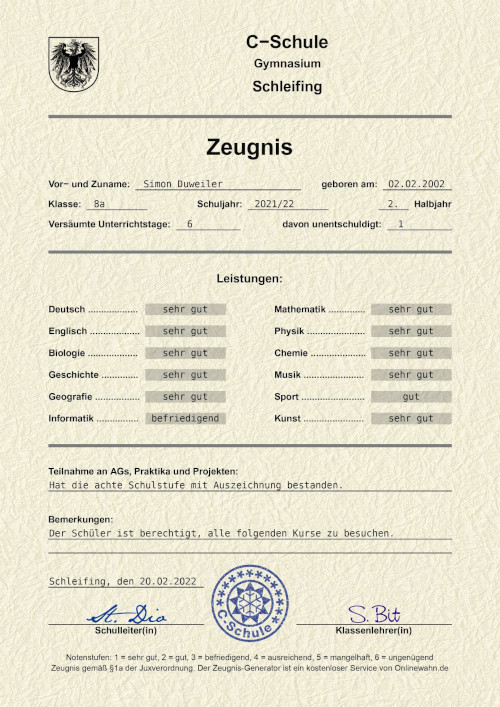 C-Schule
Gymnasium
Schleifing
Zeugnis
Vor- und Zuname: Simon Duweiler geboren am: 02.02.2002
Klasse: 8a Schuljahr: 2021/22 2. Halbjahr
Versäumte Unterrichtstage: 6 davon unentschuldigt: 1
Leistungen:
Deutsch .................. sehr gut Mathematik ............. sehr gut
Englisch .................. sehr gut Physik ..................... sehr gut
Biologie .................. sehr gut Chemie .................... sehr gut
Geschichte ............. sehr gut Musik ...................... sehr gut
Geografie ................ sehr gut Sport ....................... gut
Informatik ............... befriedigend Kunst ...................... sehr gut
Teilnahme an AGs, Praktika und Projekten:
Hat die achte Schulstufe mit Auszeichnung bestanden.
Bemerkungen:
Der Schüler ist berechtigt, alle folgenden Kurse zu besuchen.
Schleifing, den 20.02.2022
C-Schule
St. Dio S. Bit
Schulleiter(in) Klassenlehrer(in)
Notenstufen: 1 = sehr gut, 2 = gut, 3 = befriedigend, 4 = ausreichend, 5 = mangelhaft, 6 = ungenügend
Zeugnis gemäß §1a der Juxverordnung. Der Zeugnis-Generator ist ein kostenloser Service von Onlinewahn.de